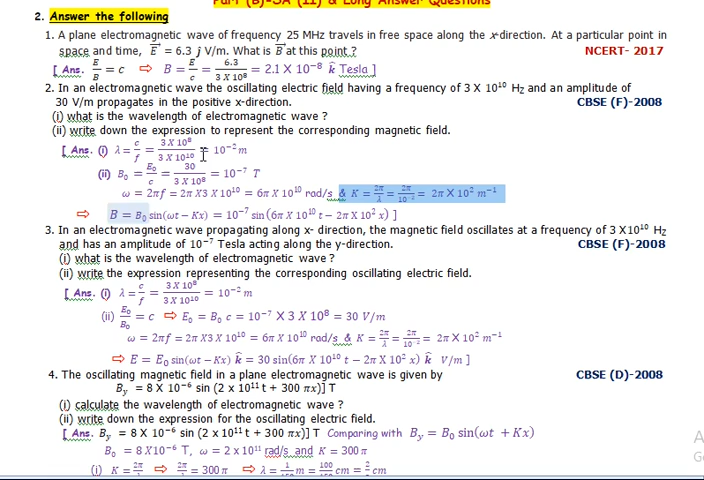 Part (B)-SA (II) & Long Answer Questions
2. Answer the following
1. A plane electromagnetic wave of frequency 25 MHz travels in free space along the x-direction. At a particular point in
space and time, E⃗ = 6.3 ĵ V/m. What is B⃗ at this point ? NCERT- 2017
[ Ans. E/B = c ⇨ B = E/c = 6.3/(3 X 10⁸) = 2.1 X 10⁻⁸ k̂ Tesla ]
2. In an electromagnetic wave the oscillating electric field having a frequency of 3 X 10¹⁰ Hz and an amplitude of
30 V/m propagates in the positive x-direction. CBSE (F)-2008
(i) what is the wavelength of electromagnetic wave ?
(ii) write down the expression to represent the corresponding magnetic field.
[ Ans. (i) λ = c/f = (3 X 10⁸)/(3 X 10¹⁰) = 10⁻² m
(ii) B₀ = E₀/c = 30/(3 X 10⁸) = 10⁻⁷ T
ω = 2πf = 2π X3 X 10¹⁰ = 6π X 10¹⁰ rad/s & K = 2π/λ = 2π/10⁻² = 2π X 10² m⁻¹
⇨ B = B₀ sin(ωt − Kx) = 10⁻⁷ sin(6π X 10¹⁰ t − 2π X 10² x) ]
3. In an electromagnetic wave propagating along x- direction, the magnetic field oscillates at a frequency of 3 X10¹⁰ Hz
and has an amplitude of 10⁻⁷ Tesla acting along the y-direction. CBSE (F)-2008
(i) what is the wavelength of electromagnetic wave ?
(ii) write the expression representing the corresponding oscillating electric field.
[ Ans. (i) λ = c/f = (3 X 10⁸)/(3 X 10¹⁰) = 10⁻² m
(ii) E₀/B₀ = c ⇨ E₀ = B₀ c = 10⁻⁷ X 3 X 10⁸ = 30 V/m
ω = 2πf = 2π X3 X 10¹⁰ = 6π X 10¹⁰ rad/s & K = 2π/λ = 2π/10⁻² = 2π X 10² m⁻¹
⇨ E = E₀ sin(ωt − Kx) k̂ = 30 sin(6π X 10¹⁰ t − 2π X 10² x) k̂ V/m ]
4. The oscillating magnetic field in a plane electromagnetic wave is given by CBSE (D)-2008
By = 8 X 10⁻⁶ sin (2 x 10¹¹ t + 300 πx)] T
(i) calculate the wavelength of electromagnetic wave ?
(ii) write down the expression for the oscillating electric field.
[ Ans. By = 8 X 10⁻⁶ sin (2 x 10¹¹ t + 300 πx)] T Comparing with By = B₀ sin(ωt + Kx)
B₀ = 8 X10⁻⁶ T, ω = 2 x 10¹¹ rad/s and K = 300 π
(i) K = 2π/λ ⇨ 2π/λ = 300 π ⇨ λ = 1/150 m = 100/150 cm = 2/3 cm